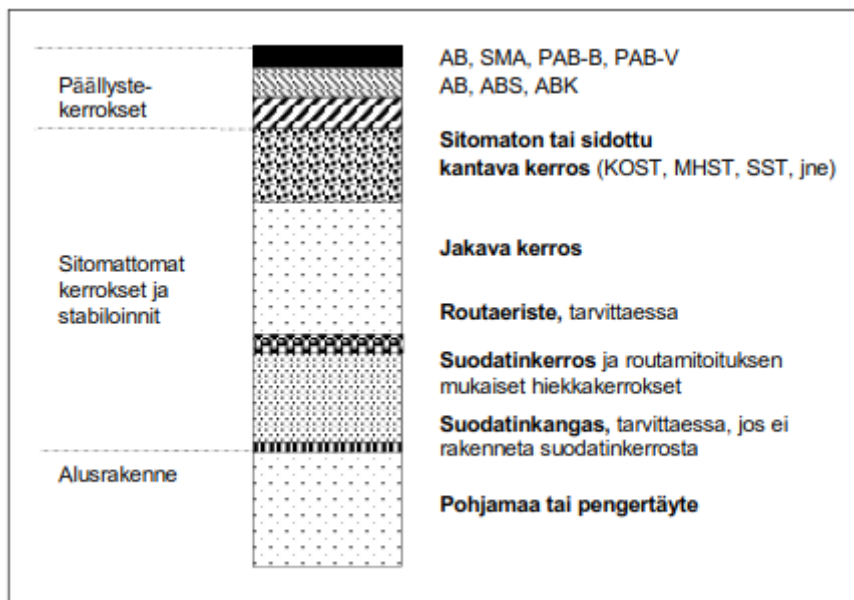 AB, SMA, PAB-B, PAB-V
Päällyste-
kerrokset
AB, ABS, ABK
Sitomaton tai sidottu
kantava kerros (KOST, MHST, SST, jne)
Jakava kerros
Sitomattomat
kerrokset ja
stabiloinnit
Routaeriste, tarvittaessa
Suodatinkerros ja routamitoituksen
mukaiset hiekkakerrokset
Suodatinkangas, tarvittaessa, jos ei
rakenneta suodatinkerrosta
Alusrakenne
Pohjamaa tai pengertäyte